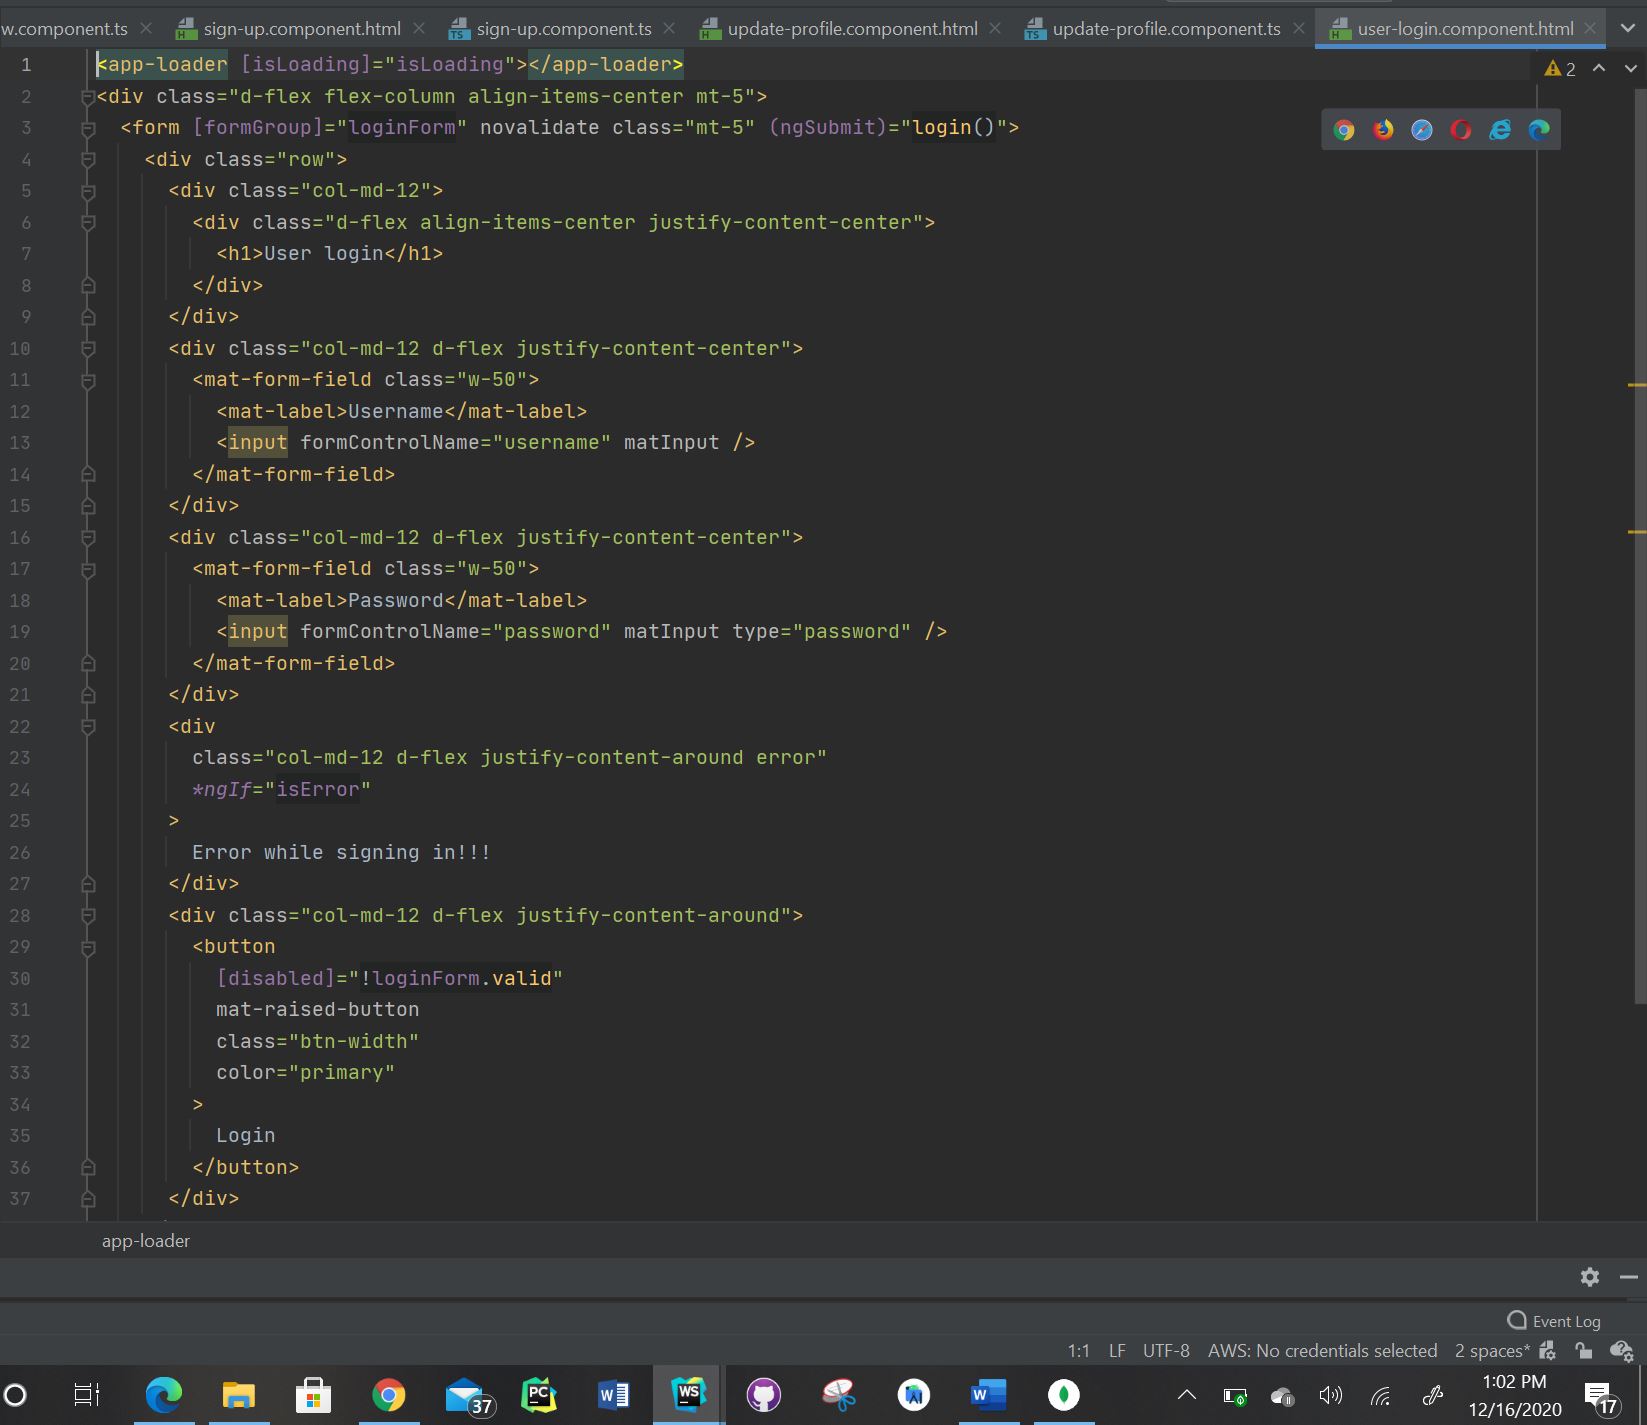 w.component.ts sign-up.component.html sign-up.component.ts update-profile.component.html update-profile.component.ts user-login.component.html
1 <app-loader [isLoading]="isLoading"></app-loader> 2
2 <div class="d-flex flex-column align-items-center mt-5">
3 <form [formGroup]="loginForm" novalidate class="mt-5" (ngSubmit)="login()">
4 <div class="row">
5 <div class="col-md-12">
6 <div class="d-flex align-items-center justify-content-center">
7 <h1>User login</h1>
8 </div>
9 </div>
10 <div class="col-md-12 d-flex justify-content-center">
11 <mat-form-field class="w-50">
12 <mat-label>Username</mat-label>
13 <input formControlName="username" matInput />
14 </mat-form-field>
15 </div>
16 <div class="col-md-12 d-flex justify-content-center">
17 <mat-form-field class="w-50">
18 <mat-label>Password</mat-label>
19 <input formControlName="password" matInput type="password" />
20 </mat-form-field>
21 </div>
22 <div
23 class="col-md-12 d-flex justify-content-around error"
24 *ngIf="isError"
25 >
26 Error while signing in!!!
27 </div>
28 <div class="col-md-12 d-flex justify-content-around">
29 <button
30 [disabled]="!loginForm.valid"
31 mat-raised-button
32 class="btn-width"
33 color="primary"
34 >
35 Login
36 </button>
37 </div>
app-loader
Event Log
1:1 LF UTF-8 AWS: No credentials selected 2 spaces*
37 PC W WS W 1:02 PM
12/16/2020 17